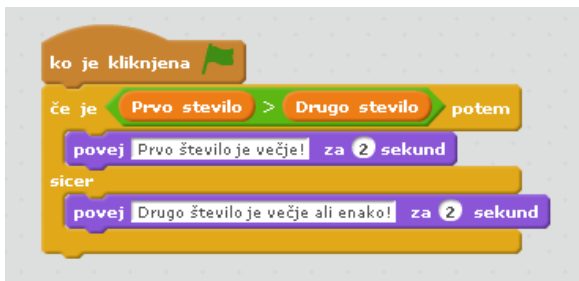 ko je kliknjena
če je Prvo stevilo > Drugo stevilo potem
povej Prvo število je večje! za 2 sekund
sicer
povej Drugo število je večje ali enako! za 2 sekund